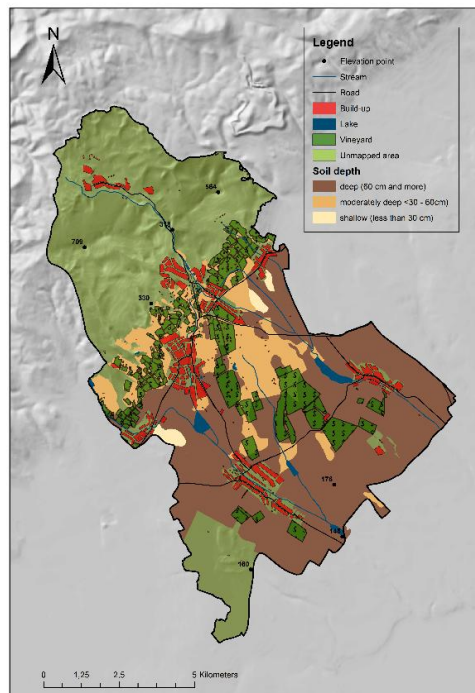 N
Legend
Elevation point
Stream
Road
Build-up
Lake
Vineyard
Unmapped area
Soil depth
deep (60 cm and more)
moderately deep <30 - 60cm)
shallow (less than 30 cm)
564
709
330
176
160
0 1,25 2,5 5 Kilometers